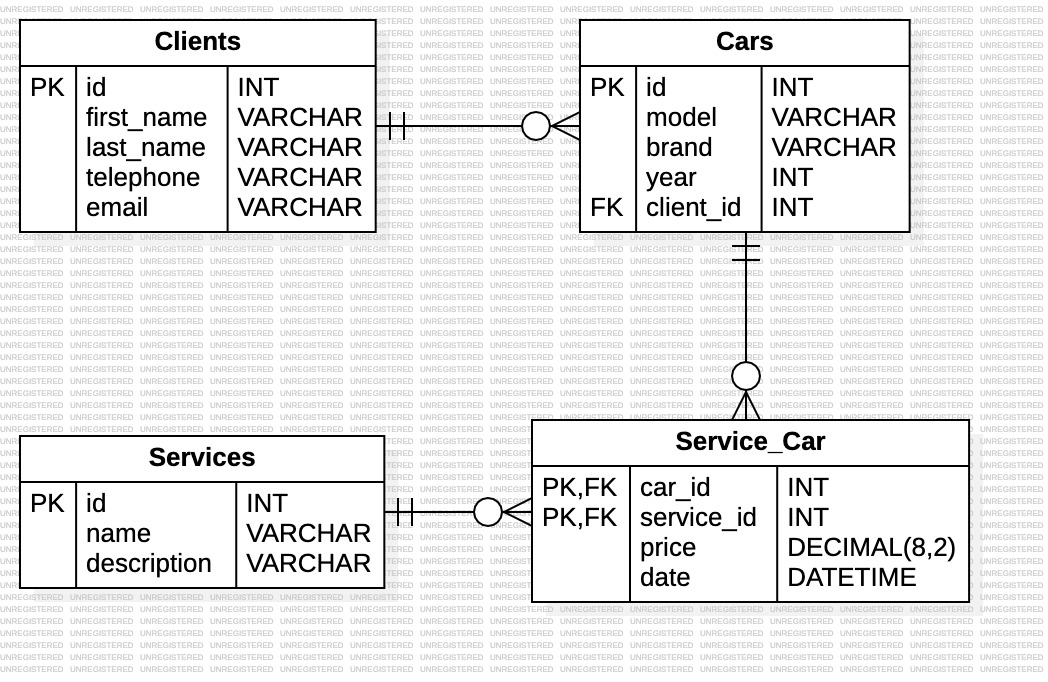 Clients
PK id INT
first_name VARCHAR
last_name VARCHAR
telephone VARCHAR
email VARCHAR
Cars
PK id INT
model VARCHAR
brand VARCHAR
year INT
FK client_id INT
Services
PK id INT
name VARCHAR
description VARCHAR
Service_Car
PK,FK car_id INT
PK,FK service_id INT
price DECIMAL(8,2)
date DATETIME
UNREGISTERED